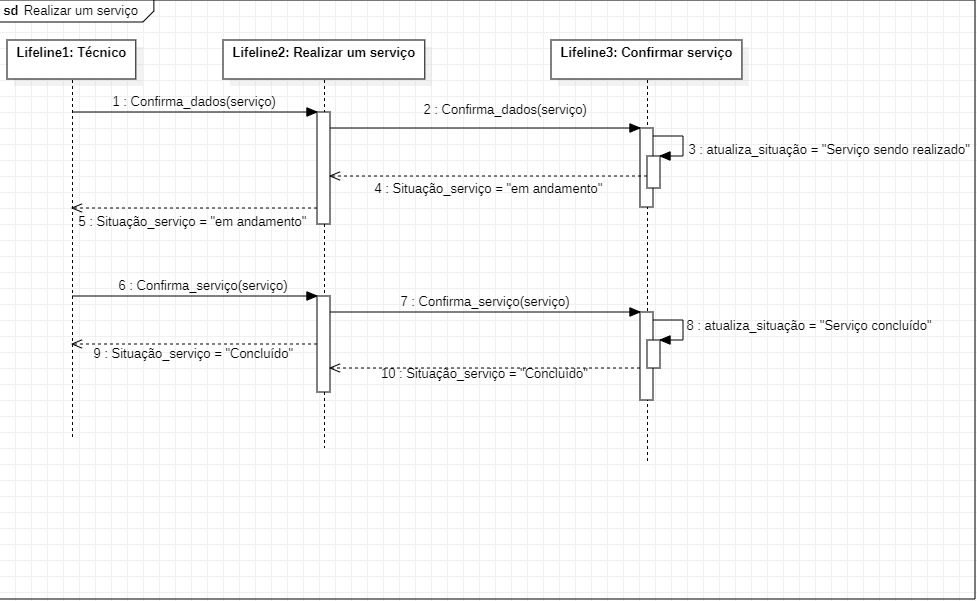 sd Realizar um serviço
Lifeline1: Técnico
Lifeline2: Realizar um serviço
Lifeline3: Confirmar serviço
1 : Confirma_dados(serviço)
2 : Confirma_dados(serviço)
3 : atualiza_situação = "Serviço sendo realizado"
4 : Situação_serviço = "em andamento"
5 : Situação_serviço = "em andamento"
6 : Confirma_serviço(serviço)
7 : Confirma_serviço(serviço)
8 : atualiza_situação = "Serviço concluído"
9 : Situação_serviço = "Concluído"
10 : Situação_serviço = "Concluído"